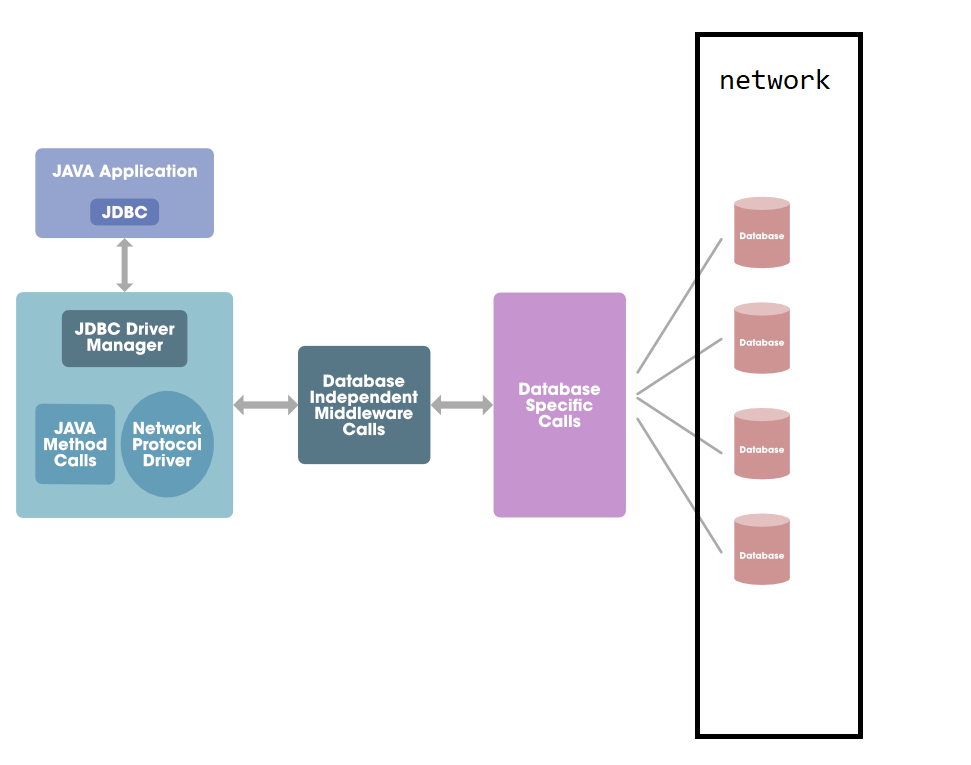 network
JAVA Application
JDBC
JDBC Driver
Manager
JAVA
Method
Calls
Network
Protocol
Driver
Database
Independent
Middleware
Calls
Database
Specific
Calls
Database
Database
Database
Database